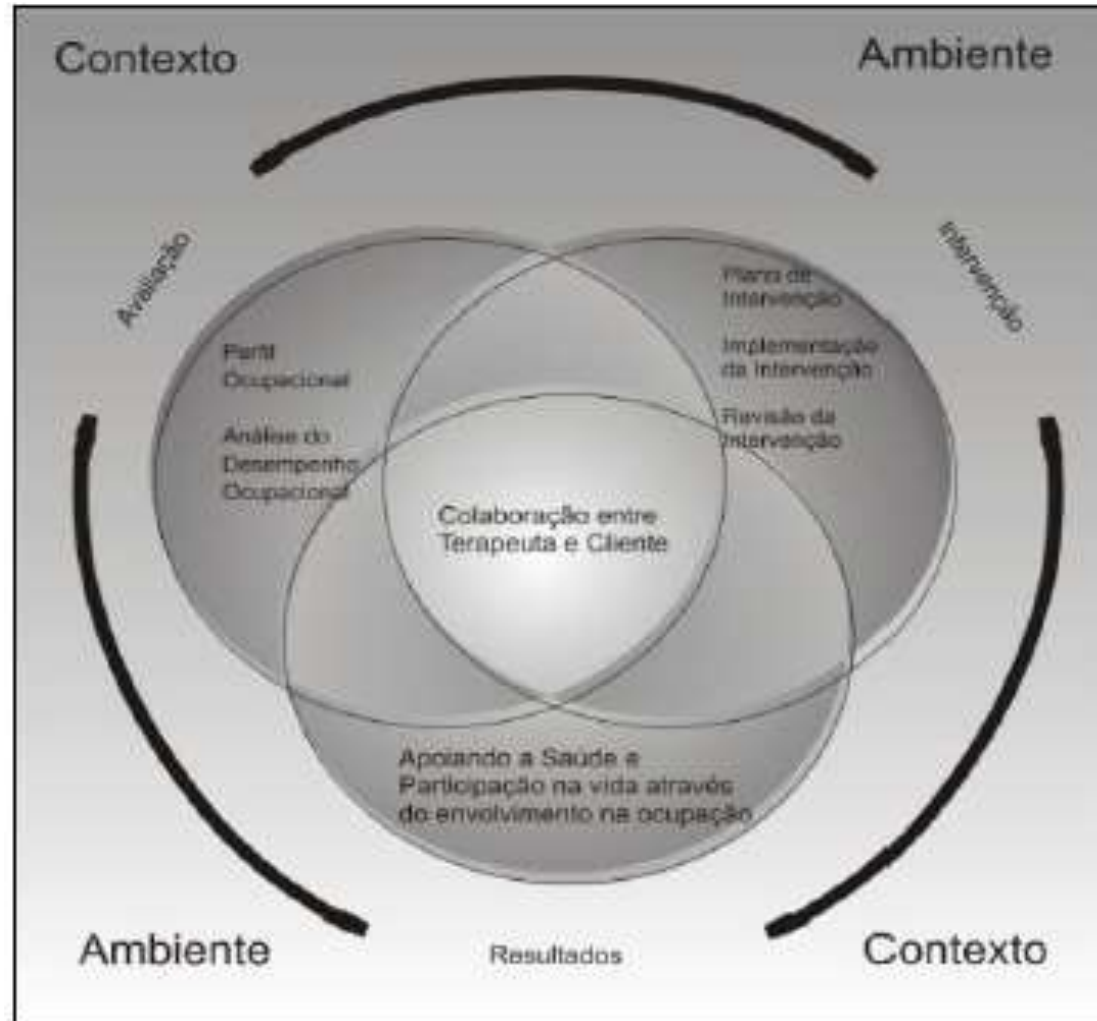 Contexto
Ambiente
Avaliação
Intervenção
Perfil
Ocupacional
Análise do
Desempenho
Ocupacional
Plano de
Intervenção
Implementação
da Intervenção
Revisão da
Intervenção
Colaboração entre
Terapeuta e Cliente
Apoiando a Saúde e
Participação na vida através
do envolvimento na ocupação
Ambiente
Resultados
Contexto